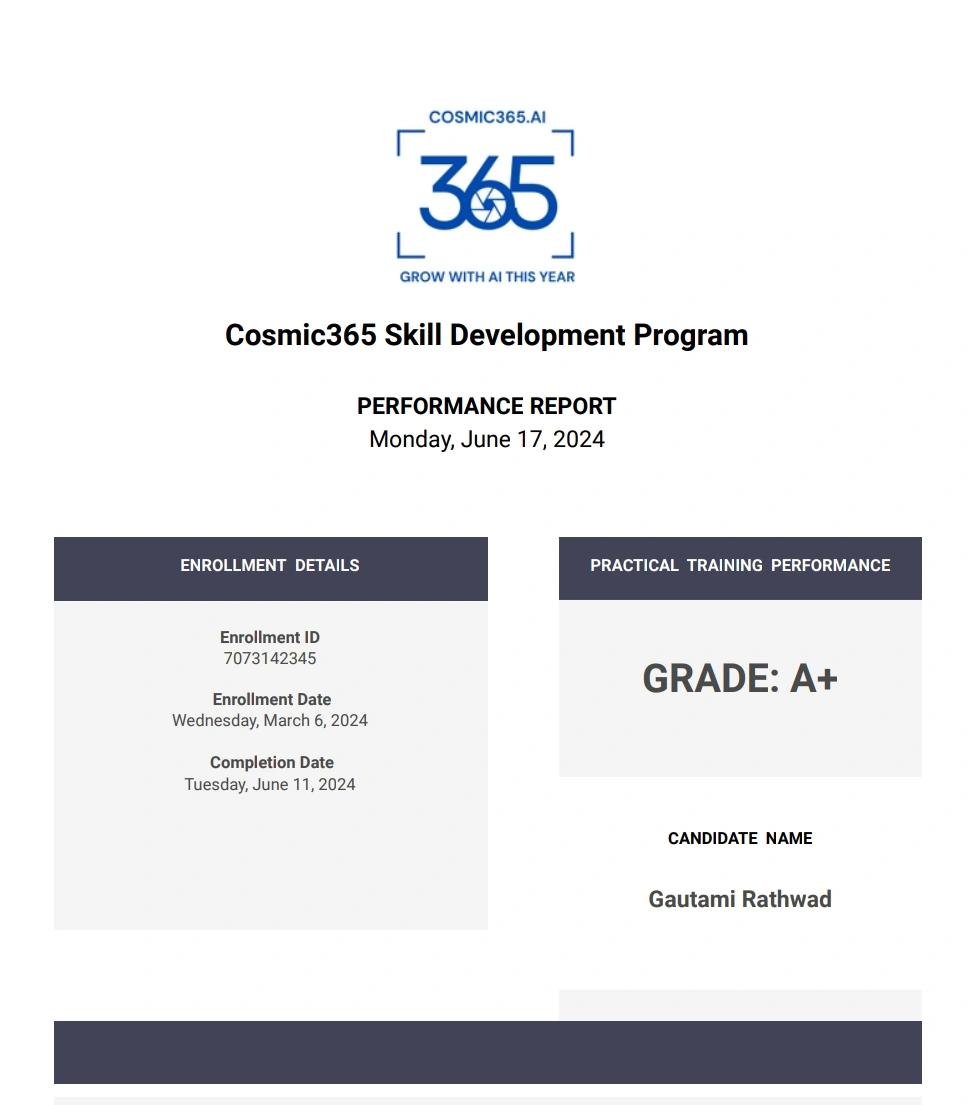 COSMIC365.AI
365
GROW WITH AI THIS YEAR
Cosmic365 Skill Development Program
PERFORMANCE REPORT
Monday, June 17, 2024
ENROLLMENT DETAILS
Enrollment ID
7073142345
Enrollment Date
Wednesday, March 6, 2024
Completion Date
Tuesday, June 11, 2024
PRACTICAL TRAINING PERFORMANCE
GRADE: A+
CANDIDATE NAME
Gautami Rathwad